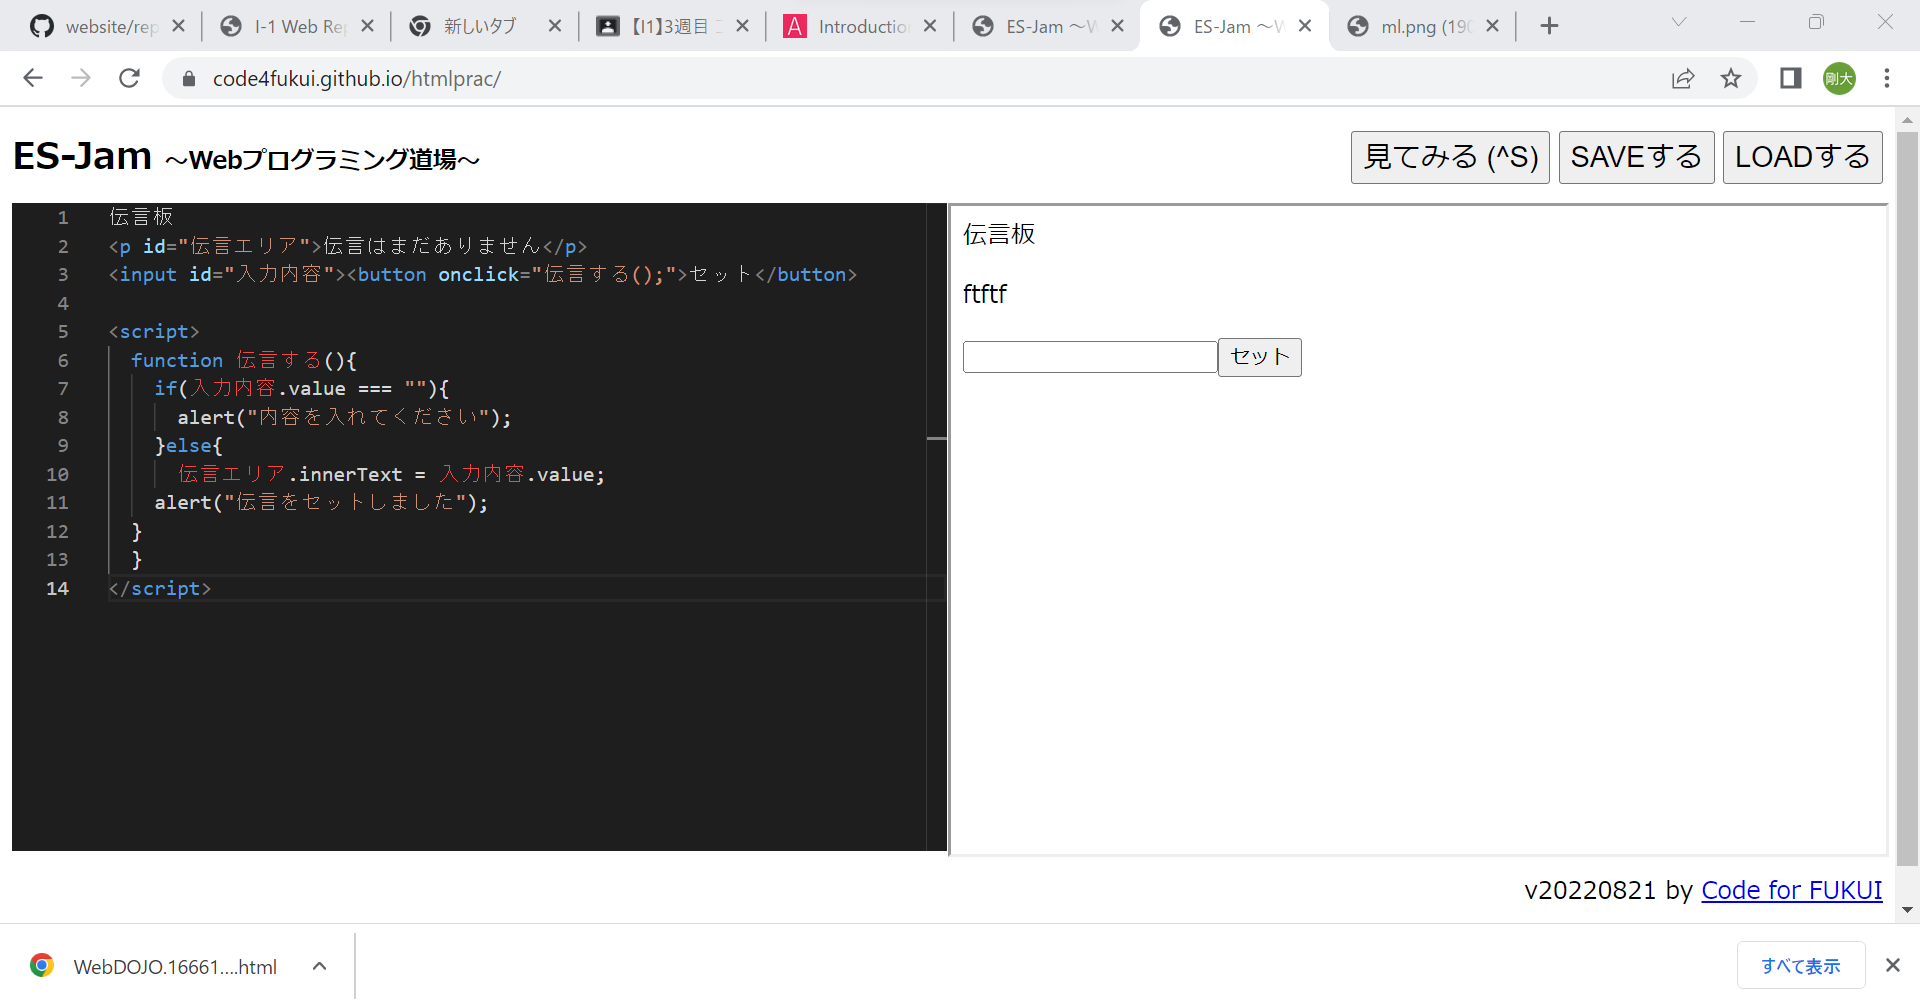 website/rep
I-1 Web Rep
新しいタブ
【I1】3週目
Introductio
ES-Jam ～W
ES-Jam ～W
ml.png (190
code4fukui.github.io/htmlprac/
剛大
ES-Jam ～Webプログラミング道場～
見てみる (^S)
SAVEする
LOADする
1 伝言板
2 <p id="伝言エリア">伝言はまだありません</p>
3 <input id="入力内容"><button onclick="伝言する();">セット</button>
4
5 <script>
6 function 伝言する(){
7 if(入力内容.value === ""){
8 alert("内容を入れてください");
9 }else{
10 伝言エリア.innerText = 入力内容.value;
11 alert("伝言をセットしました");
12 }
13 }
14 </script>
伝言板
ftftf
セット
v20220821 by Code for FUKUI
WebDOJO.16661....html
すべて表示